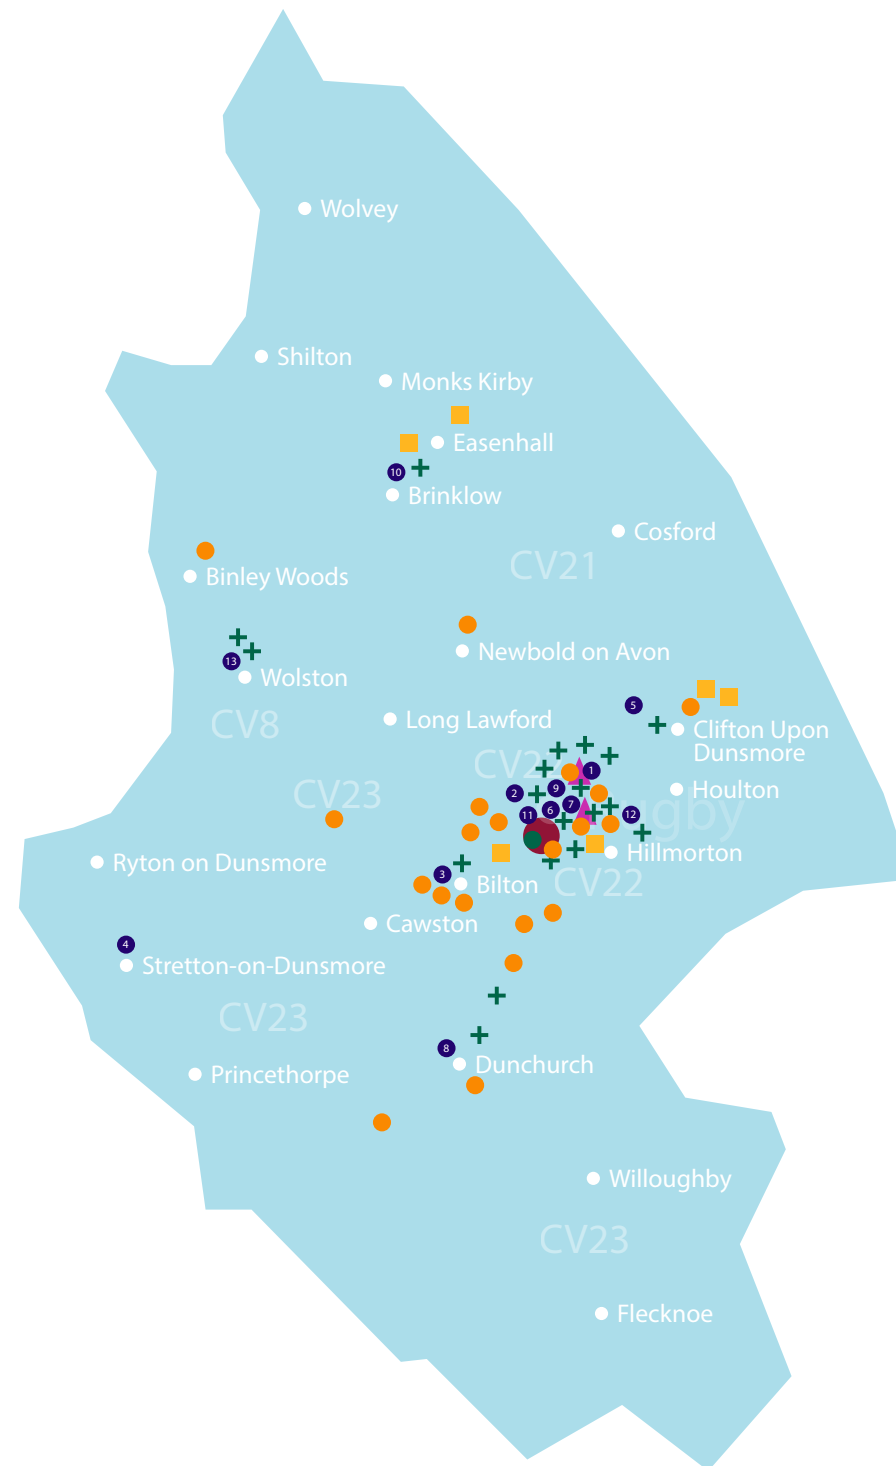 Wolvey
Shilton
Monks Kirby
Easenhall
10
Brinklow
Cosford
CV21
Binley Woods
Newbold on Avon
13
Wolston
5
Long Lawford
CV8
Clifton Upon
Dunsmore
1
9
2
Houlton
CV23
7
6
11
12
Hillmorton
Ryton on Dunsmore
3
Bilton
CV22
Cawston
4
Stretton-on-Dunsmore
CV23
8
Dunchurch
Princethorpe
Willoughby
CV23
Flecknoe